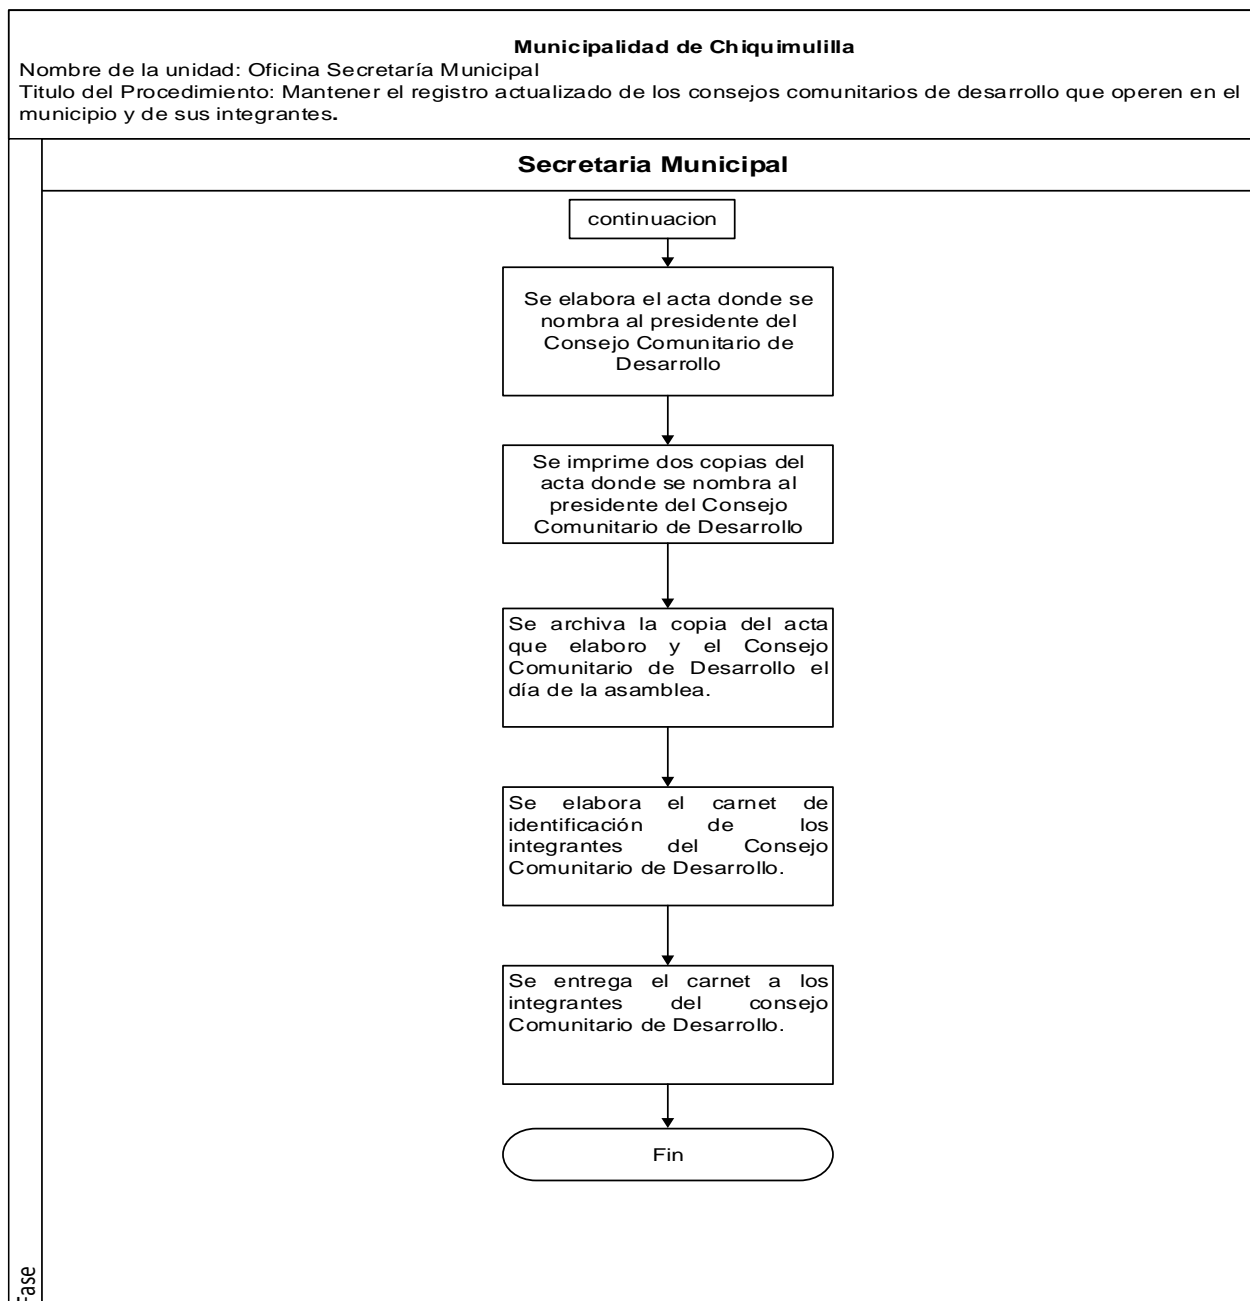 Municipalidad de Chiquimulilla
Nombre de la unidad: Oficina Secretaría Municipal
Titulo del Procedimiento: Mantener el registro actualizado de los consejos comunitarios de desarrollo que operen en el
municipio y de sus integrantes.
Secretaria Municipal
continuacion
Se elabora el acta donde se
nombra al presidente del
Consejo Comunitario de
Desarrollo
Se imprime dos copias del
acta donde se nombra al
presidente del Consejo
Comunitario de Desarrollo
Se archiva la copia del acta
que elaboro y el Consejo
Comunitario de Desarrollo el
día de la asamblea.
Se elabora el carnet de
identificación de los
integrantes del Consejo
Comunitario de Desarrollo.
Se entrega el carnet a los
integrantes del consejo
Comunitario de Desarrollo.
Fin
Fase